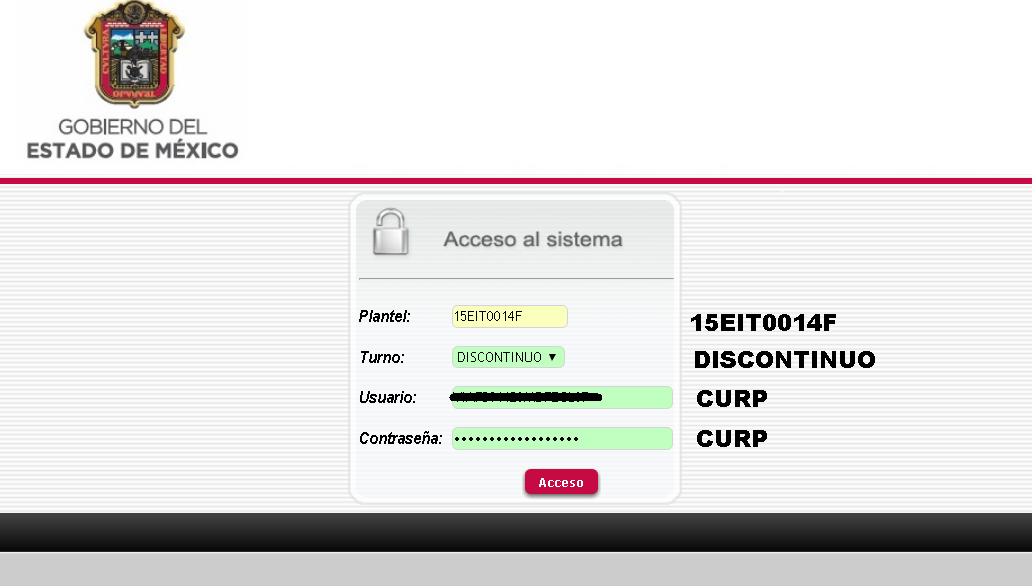 GOBIERNO DEL
ESTADO DE MÉXICO
Acceso al sistema
Plantel: 15EIT0014F 15EIT0014F
Turno: DISCONTINUO ▼ DISCONTINUO
Usuario: CURP
Contraseña: •••••••••••••••••• CURP
Acceso